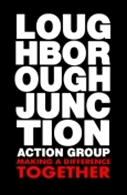 LOUG
HBOR
OUGH
JUNC
TION
ACTION GROUP
MAKING A DIFFERENCE
TOGETHER